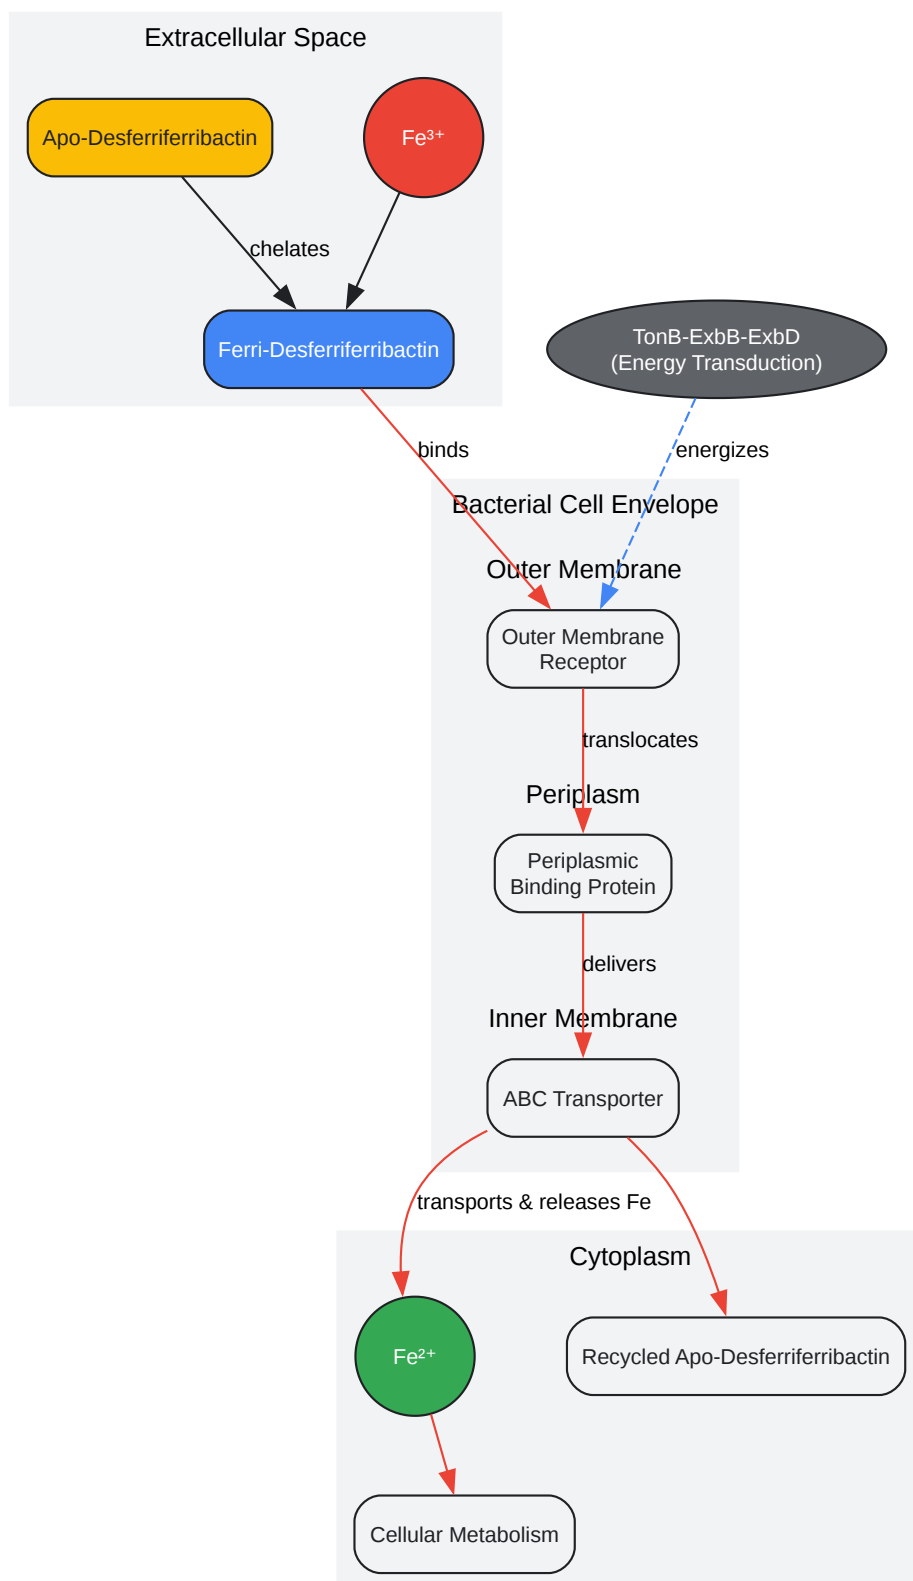 Extracellular Space
Apo-Desferriferribactin
Fe³⁺
chelates
Ferri-Desferriferribactin
TonB-ExbB-ExbD
(Energy Transduction)
binds
energizes
Bacterial Cell Envelope
Outer Membrane
Outer Membrane
Receptor
translocates
Periplasm
Periplasmic
Binding Protein
delivers
Inner Membrane
ABC Transporter
transports & releases Fe
Cytoplasm
Fe²⁺
Recycled Apo-Desferriferribactin
Cellular Metabolism